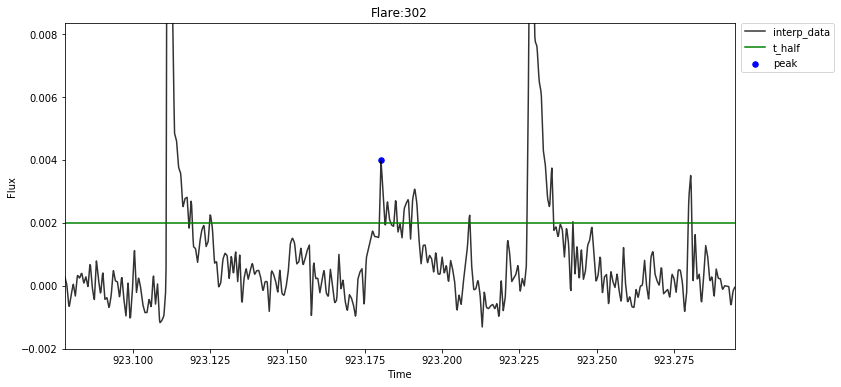 Flare:302
interp_data
t_half
peak
Flux
0.008
0.006
0.004
0.002
0.000
−0.002
923.100 923.125 923.150 923.175 923.200 923.225 923.250 923.275
Time